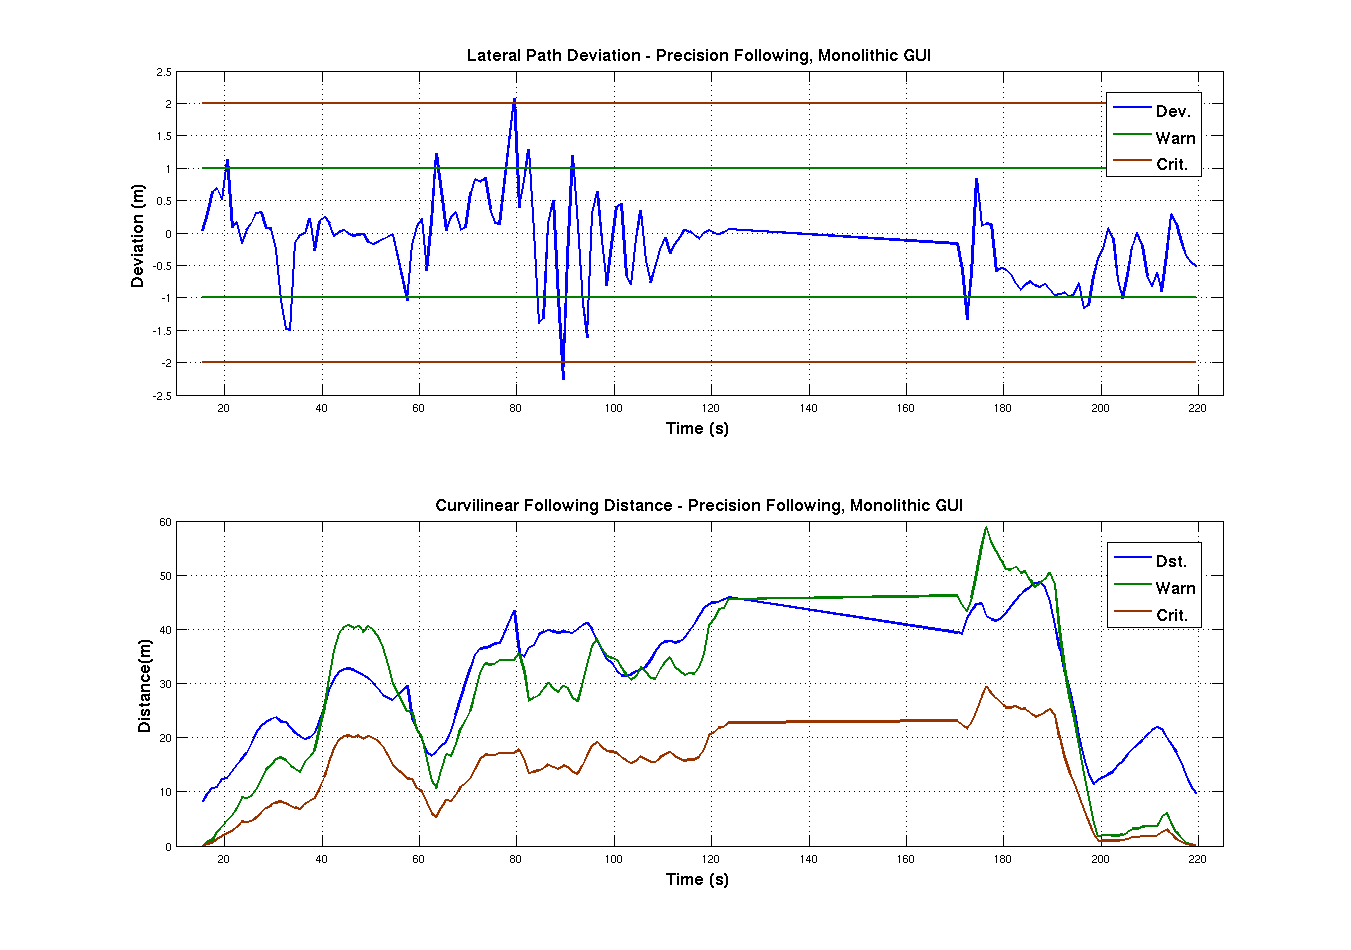 Lateral Path Deviation - Precision Following, Monolithic GUI
2.5
2
1.5
1
0.5
0
-0.5
-1
-1.5
-2
-2.5
Deviation (m)
Dev.
Warn
Crit.
20 40 60 80 100 120 140 160 180 200 220
Time (s)
Curvilinear Following Distance - Precision Following, Monolithic GUI
60
50
40
30
20
10
0
Distance(m)
Dst.
Warn
Crit.
20 40 60 80 100 120 140 160 180 200 220
Time (s)